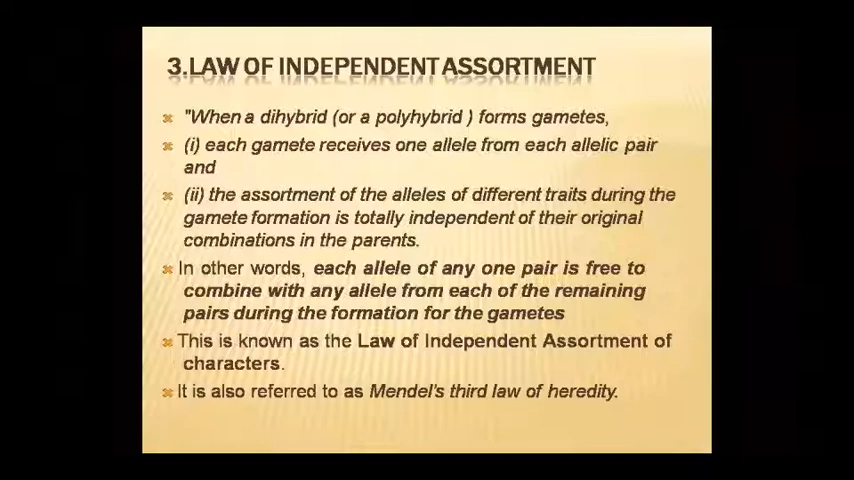 3.LAW OF INDEPENDENT ASSORTMENT
"When a dihybrid (or a polyhybrid ) forms gametes,
(i) each gamete receives one allele from each allelic pair
and
(ii) the assortment of the alleles of different traits during the
gamete formation is totally independent of their original
combinations in the parents.
In other words, each allele of any one pair is free to
combine with any allele from each of the remaining
pairs during the formation for the gametes
This is known as the Law of Independent Assortment of
characters.
It is also referred to as Mendel's third law of heredity.